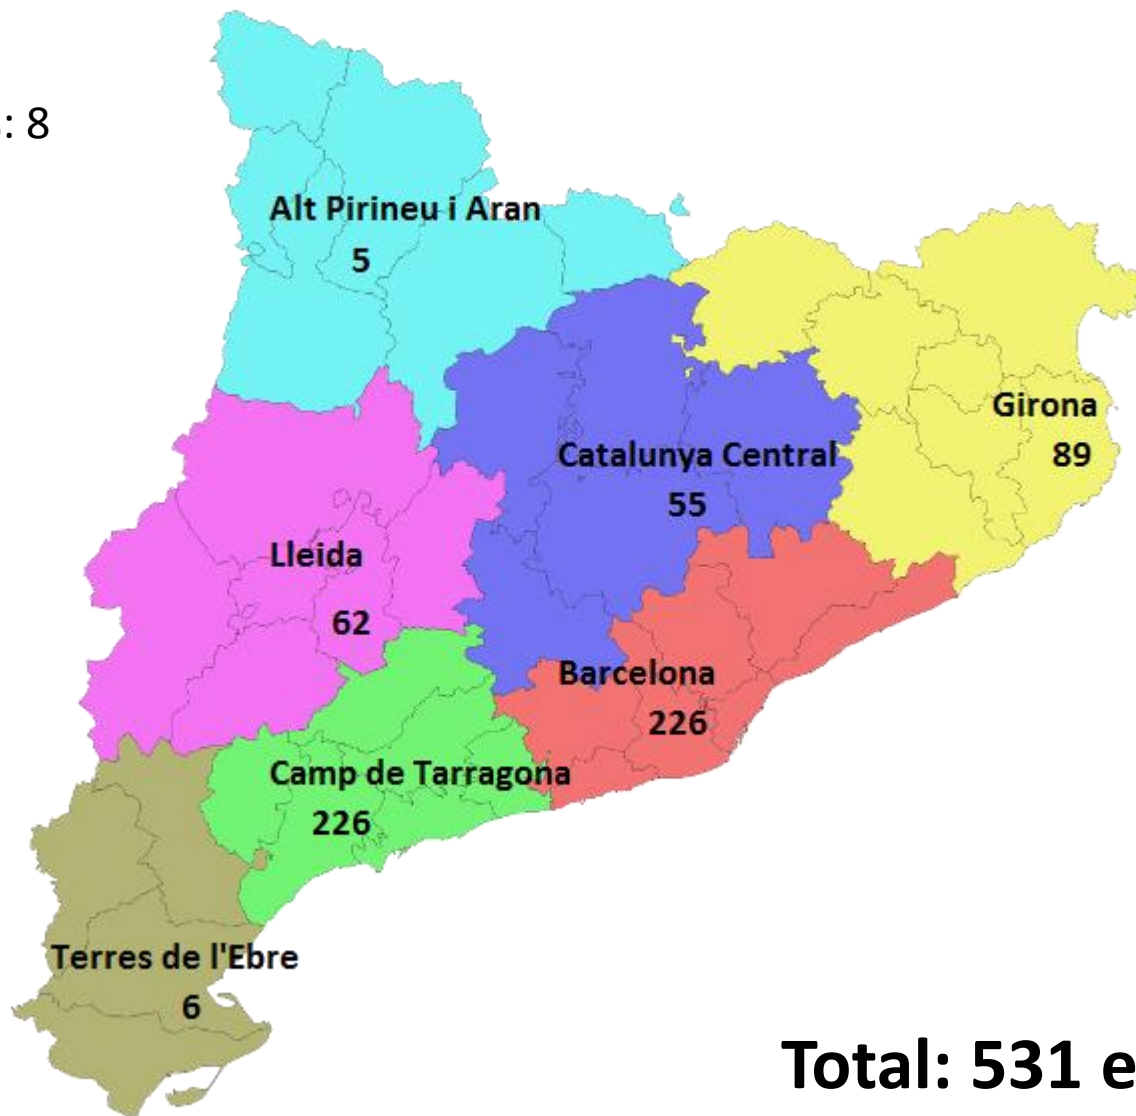 : 8
Alt Pirineu i Aran
5
Girona
89
Catalunya Central
55
Lleida
62
Barcelona
226
Camp de Tarragona
226
Terres de l'Ebre
6
Total: 531 e